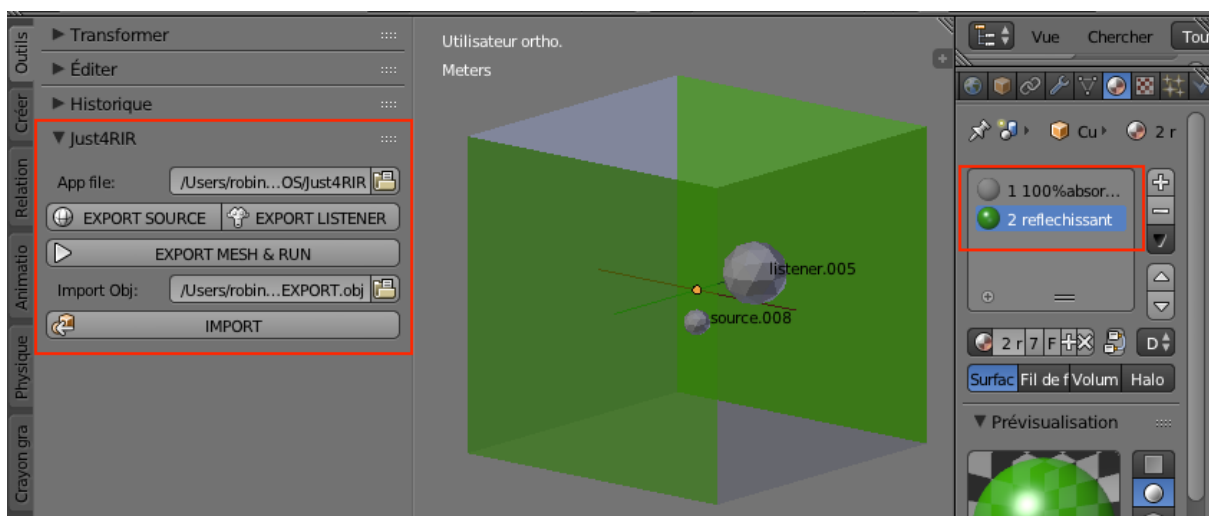 Outils
Créer
Relation
Animatio
Physique
Crayon gra
Transformer
Éditer
Historique
Just4RIR
App file: /Users/robin...OS/Just4RIR
EXPORT SOURCE EXPORT LISTENER
EXPORT MESH & RUN
Import Obj: /Users/robin...EXPORT.obj
IMPORT
Utilisateur ortho.
Meters
listener.005
source.008
Vue Chercher Tou
Cu 2 r
1 100%absor...
2 reflechissant
2 r 7 F D
Surfac Fil de f Volum Halo
Prévisualisation